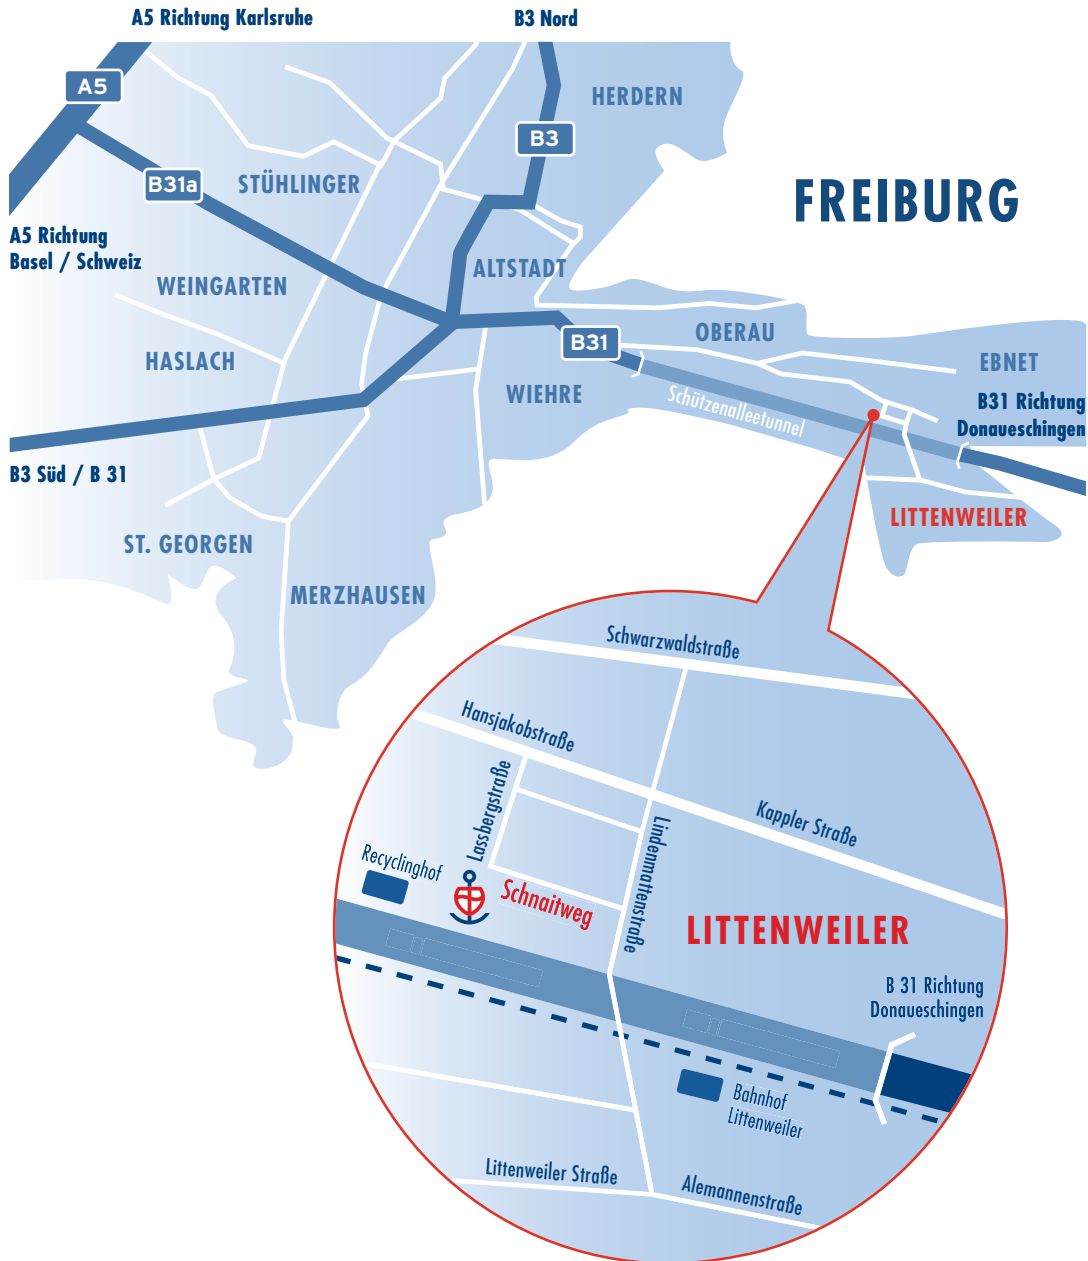 A5 Richtung Karlsruhe
B3 Nord
A5
HERDERN
B3
B31a
STÜHLINGER
FREIBURG
A5 Richtung
Basel / Schweiz
ALTSTADT
WEINGARTEN
OBERAU
B31
HASLACH
EBNET
WIEHRE
Schützenalleetunnel
B31 Richtung
Donaueschingen
B3 Süd / B 31
LITTENWEILER
ST. GEORGEN
MERZHAUSEN
Schwarzwaldstraße
Hansjakobstraße
Lassbergstraße
Kappler Straße
Lindenmattenstraße
Recyclinghof
Schnaitweg
LITTENWEILER
B 31 Richtung
Donaueschingen
Bahnhof
Littenweiler
Littenweiler Straße
Alemannenstraße